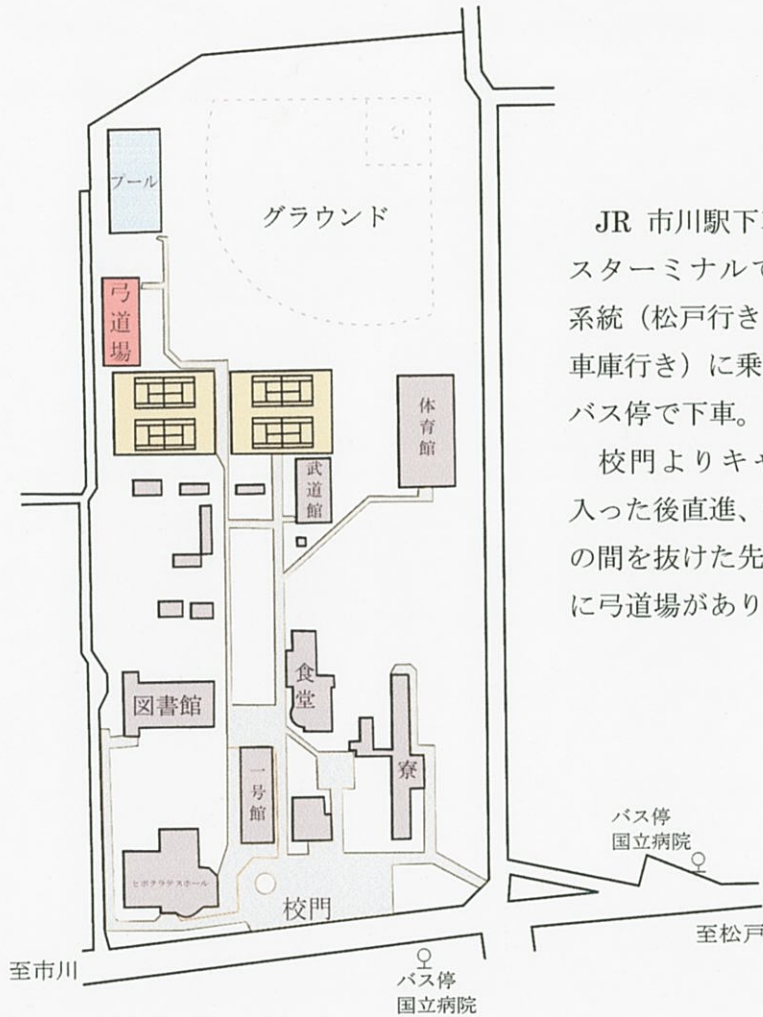 プール
グラウンド
弓道場
体育館
武道館
JR 市川駅下
スターミナルで
系統（松戸行き
車庫行き）に乗
バス停で下車。
校門よりキャ
入った後直進、
の間を抜けた先
に弓道場があり
食堂
図書館
一号館
寮
ヒポクラテスホール
校門
バス停
国立病院
至松戸
至市川
バス停
国立病院